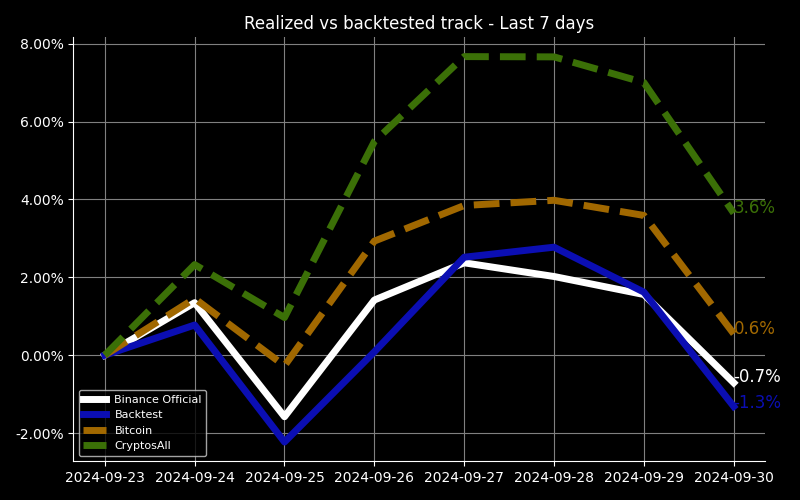 Realized vs backtested track - Last 7 days
8.00%
6.00%
4.00%
2.00%
0.00%
-2.00%
3.6%
0.6%
-0.7%
-1.3%
Binance Official
Backtest
Bitcoin
CryptosAll
2024-09-23 2024-09-24 2024-09-25 2024-09-26 2024-09-27 2024-09-28 2024-09-29 2024-09-30